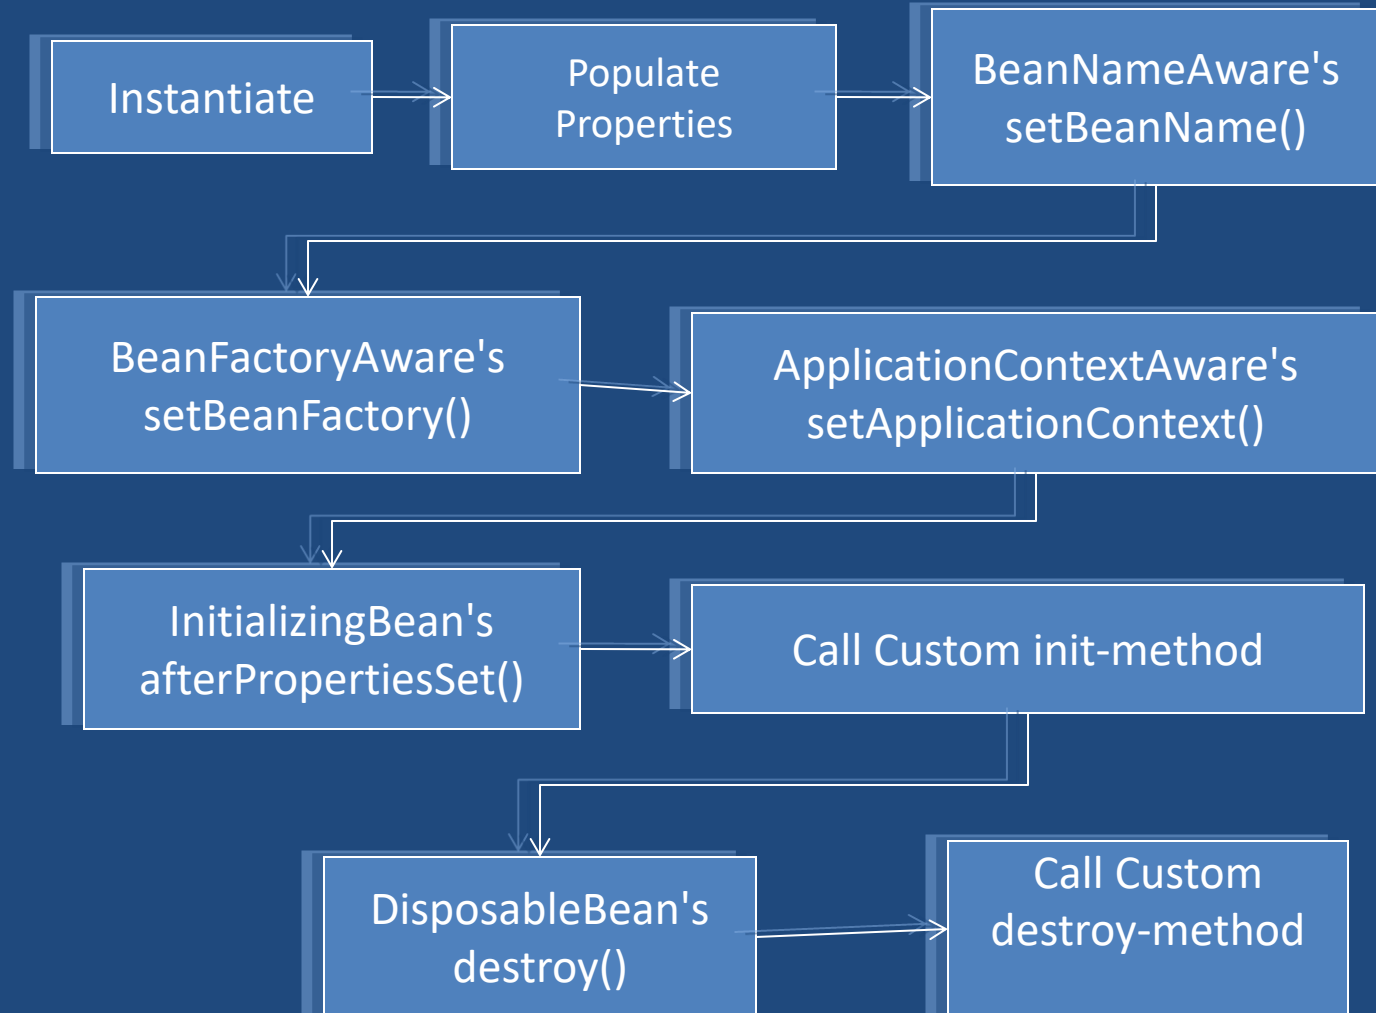 Instantiate
Populate
Properties
BeanNameAware's
setBeanName()
BeanFactoryAware's
setBeanFactory()
ApplicationContextAware's
setApplicationContext()
InitializingBean's
afterPropertiesSet()
Call Custom init-method
DisposableBean's
destroy()
Call Custom
destroy-method